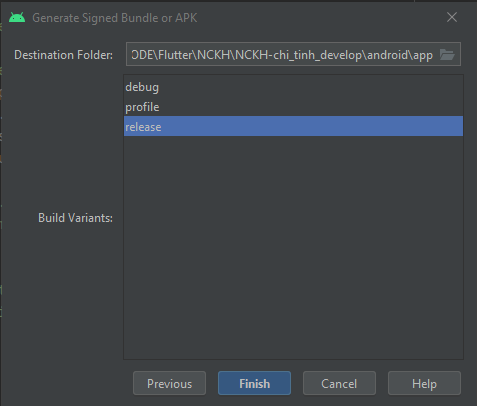 Generate Signed Bundle or APK
Destination Folder: ODE\Flutter\NCKH\NCKH-chi_tinh_develop\android\app
debug
profile
release
Build Variants:
Previous Finish Cancel Help